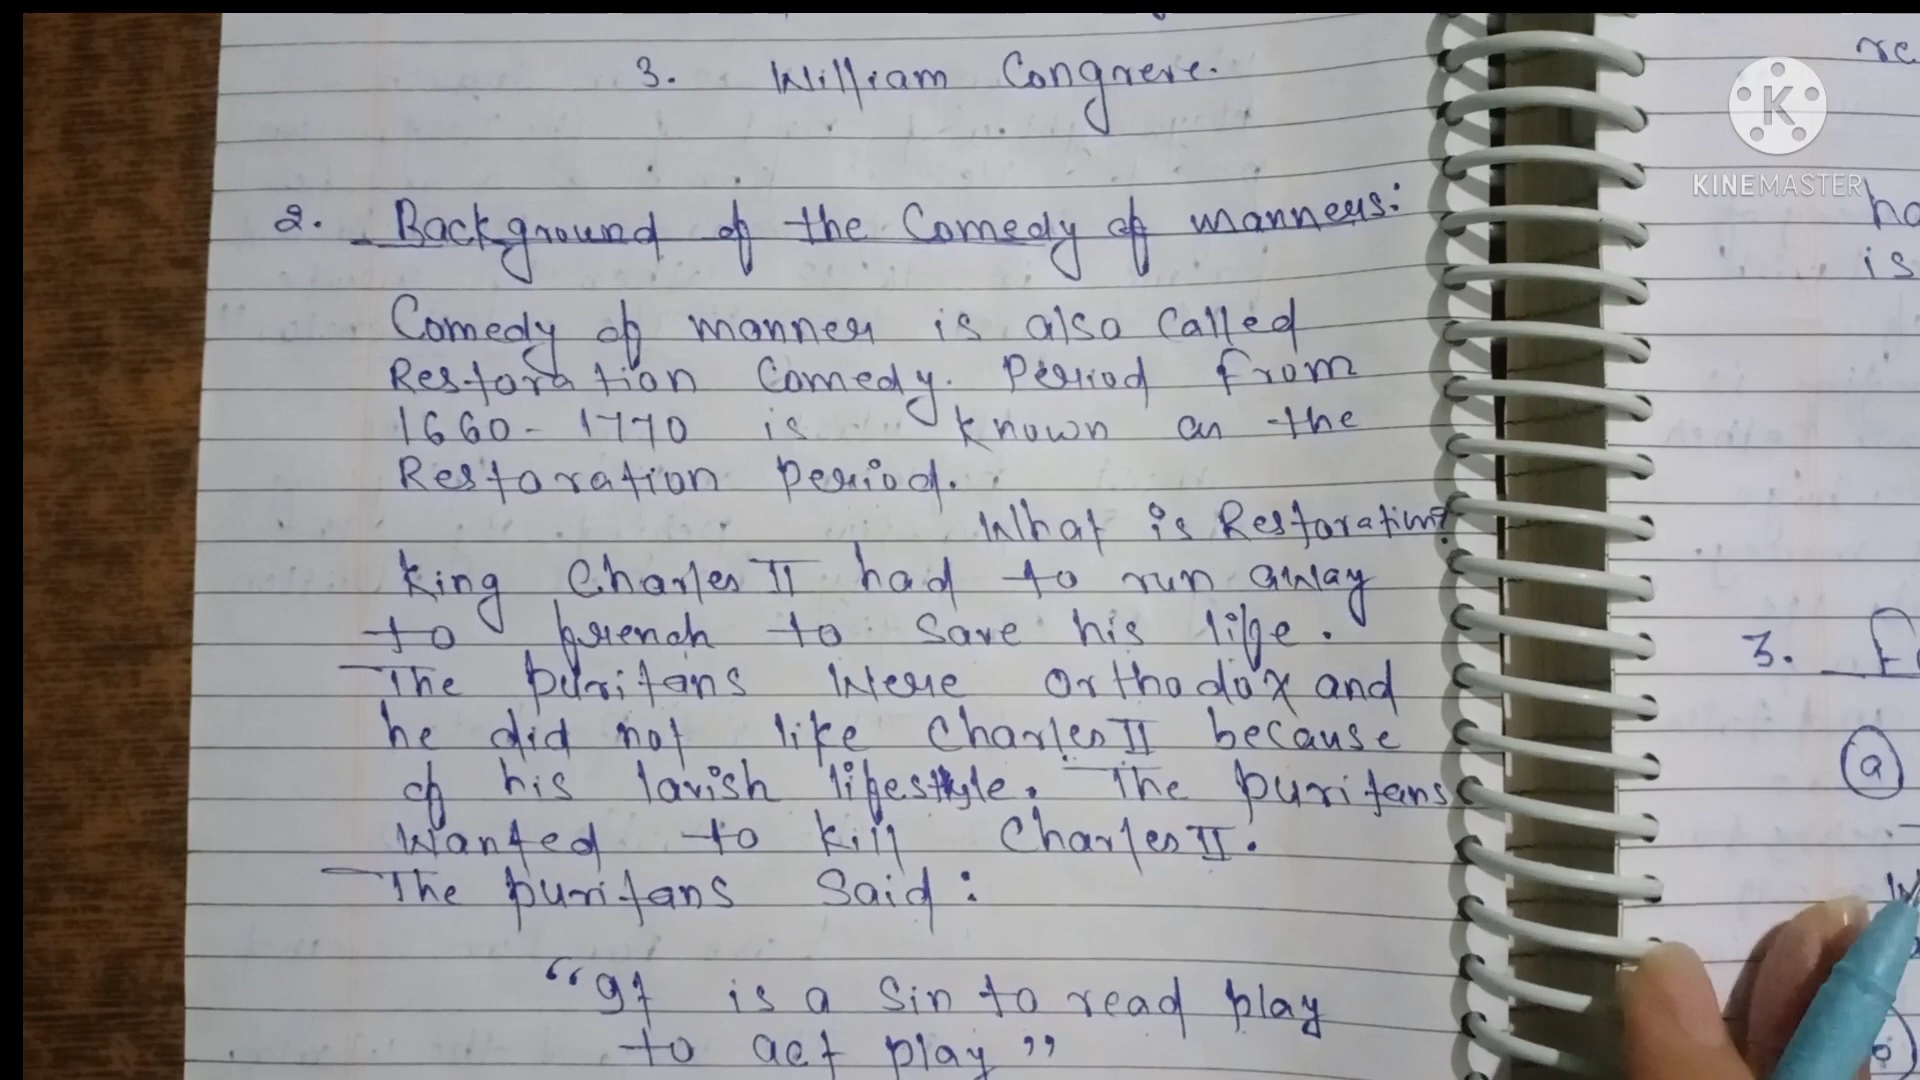 3. William Congreve.
2. Background of the Comedy of manners:
Comedy of manner is also called
Restoration Comedy. Period from
1660-1770 is known as the
Restoration period.
What is Restoration?
King Charles II had to run away
to french to save his life.
The puritans were orthodox and
he did not like Charles II because
of his lavish lifestyle. The puritans
wanted to kill Charles II.
The puritans said:
"It is a sin to read play
to act play"
KINEMASTER
is
3.
a